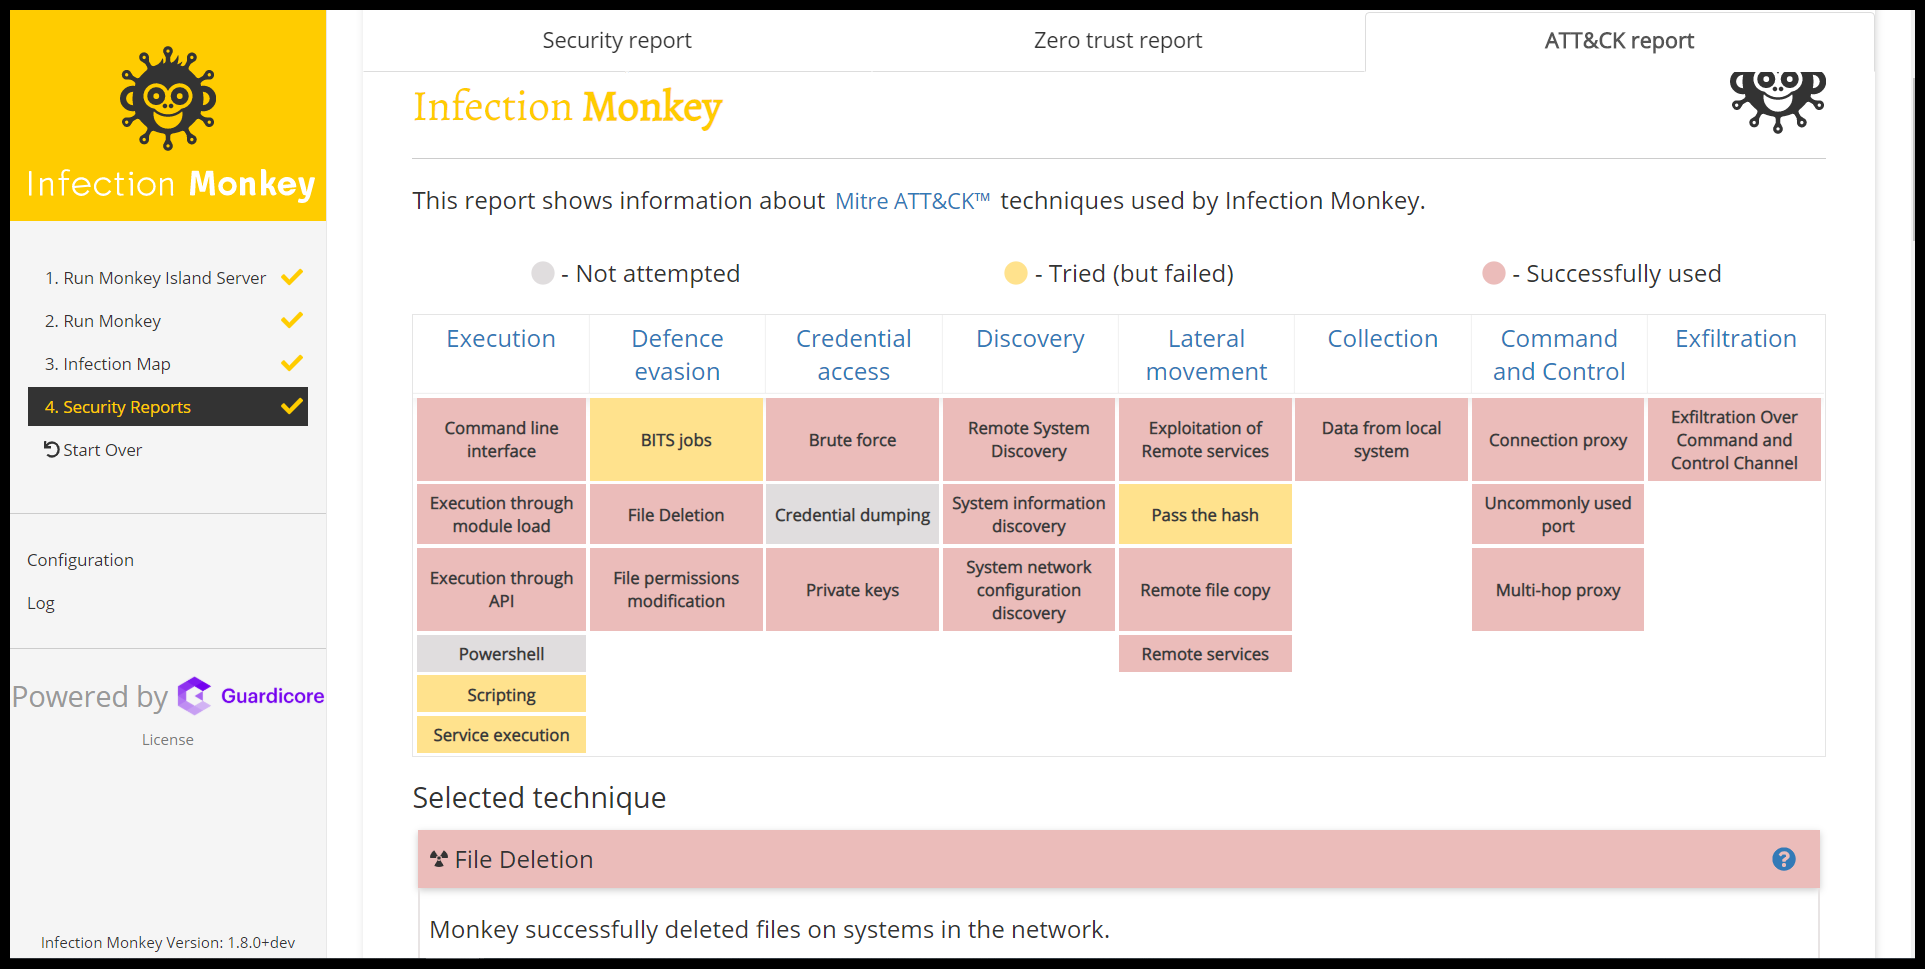 Infection Monkey
1. Run Monkey Island Server
2. Run Monkey
3. Infection Map
4. Security Reports
Start Over
Configuration
Log
Powered by Guardicore
License
Infection Monkey Version: 1.8.0+dev
Security report
Zero trust report
ATT&CK report
Infection Monkey
This report shows information about Mitre ATT&CK™ techniques used by Infection Monkey.
- Not attempted
- Tried (but failed)
- Successfully used
Execution
Defence
evasion
Credential
access
Discovery
Lateral
movement
Collection
Command
and Control
Exfiltration
Command line
interface
BITS jobs
Brute force
Remote System
Discovery
Exploitation of
Remote services
Data from local
system
Connection proxy
Exfiltration Over
Command and
Control Channel
Execution through
module load
File Deletion
Credential dumping
System information
discovery
Pass the hash
Uncommonly used
port
Execution through
API
File permissions
modification
Private keys
System network
configuration
discovery
Remote file copy
Multi-hop proxy
Powershell
Remote services
Scripting
Service execution
Selected technique
File Deletion
?
Monkey successfully deleted files on systems in the network.